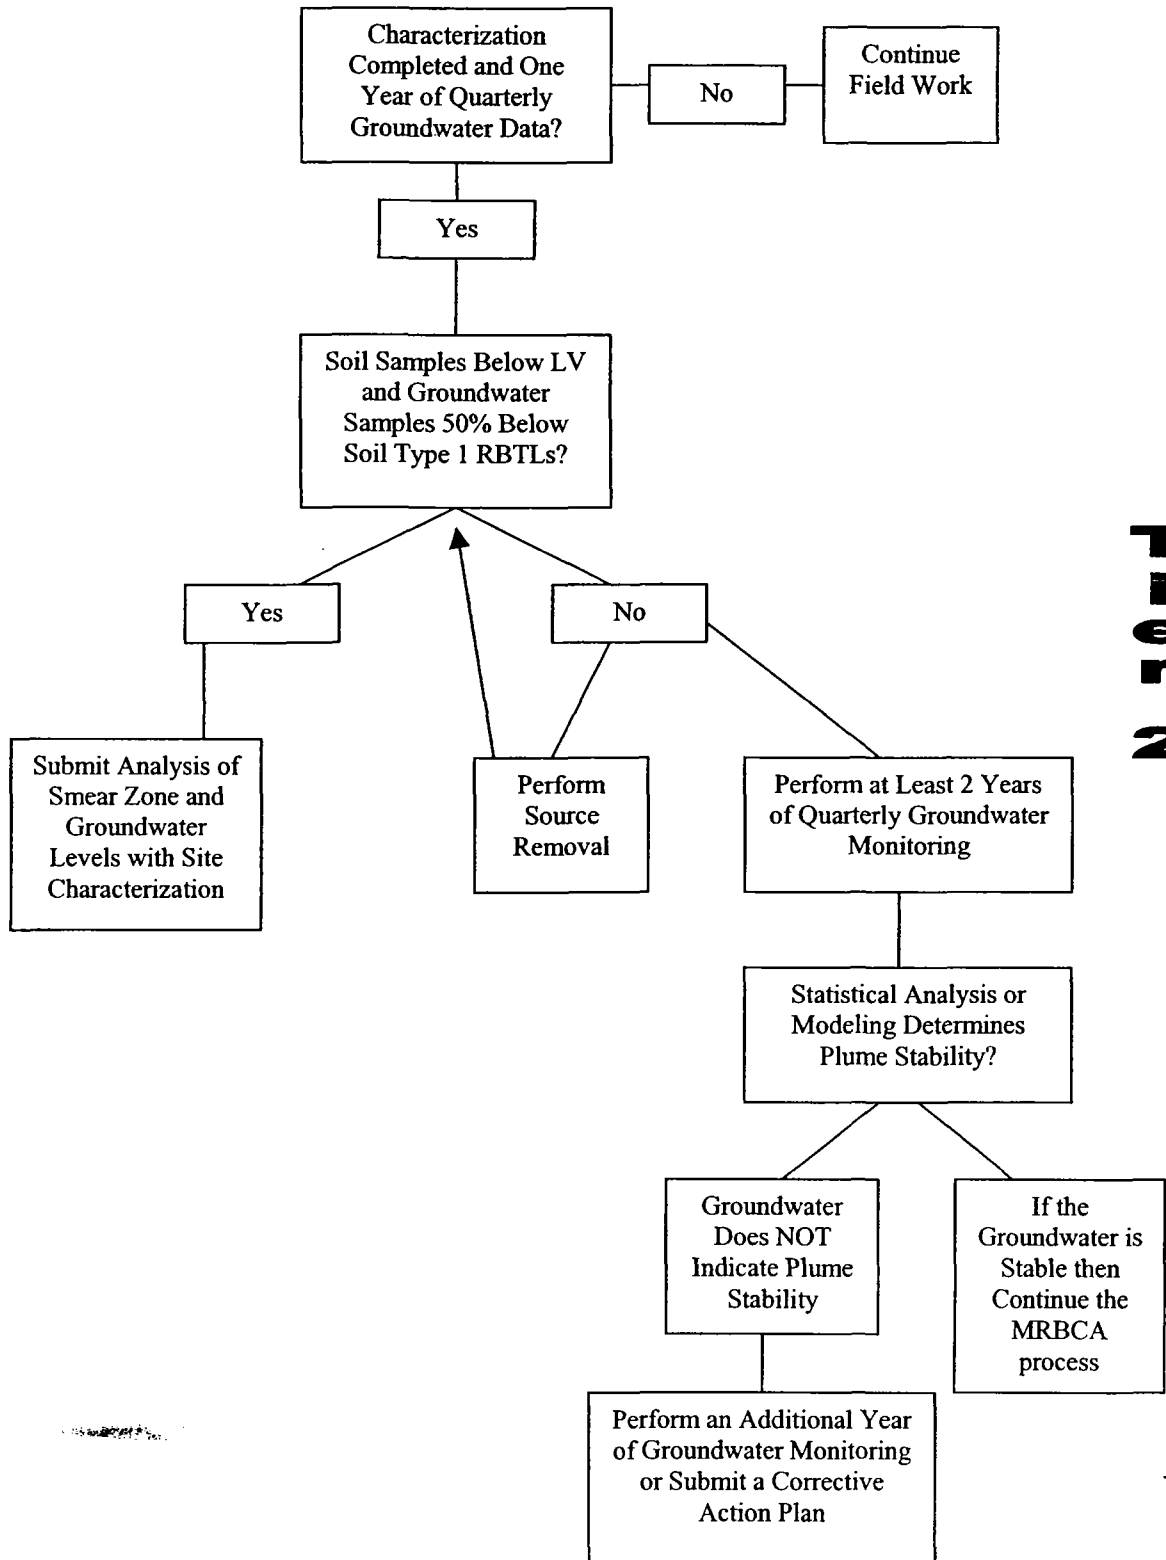 Characterization
Completed and One
Year of Quarterly
Groundwater Data?
No
Continue
Field Work
Yes
Soil Samples Below LV
and Groundwater
Samples 50% Below
Soil Type 1 RBTLs?
Yes
No
Tier 2
Submit Analysis of
Smear Zone and
Groundwater
Levels with Site
Characterization
Perform
Source
Removal
Perform at Least 2 Years
of Quarterly Groundwater
Monitoring
Statistical Analysis or
Modeling Determines
Plume Stability?
Groundwater
Does NOT
Indicate Plume
Stability
If the
Groundwater is
Stable then
Continue the
MRBCA
process
Perform an Additional Year
of Groundwater Monitoring
or Submit a Corrective
Action Plan